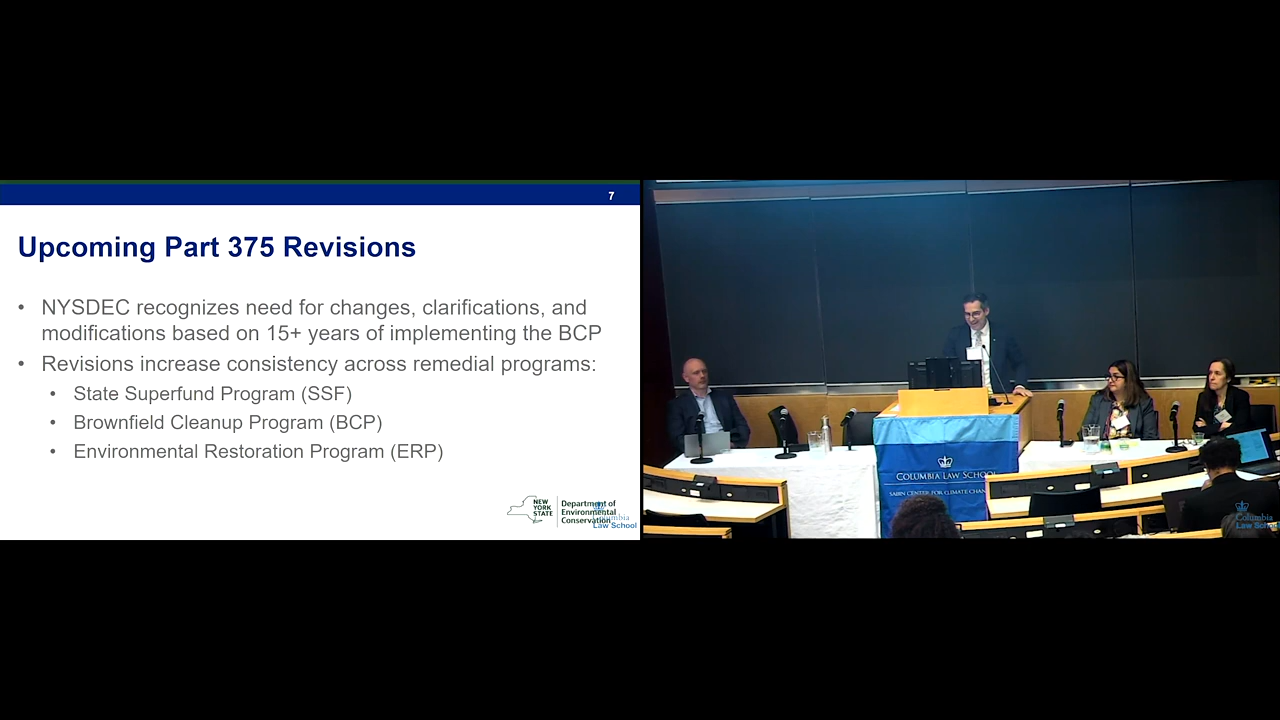 7
Upcoming Part 375 Revisions
• NYSDEC recognizes need for changes, clarifications, and
modifications based on 15+ years of implementing the BCP
• Revisions increase consistency across remedial programs:
• State Superfund Program (SSF)
• Brownfield Cleanup Program (BCP)
• Environmental Restoration Program (ERP)
NEW
YORK
STATE
Department of
Environmental
Conservation
Columbia
Law School
COLUMBIA LAW SCHOOL
SABIN CENTER FOR CLIMATE CHAN
Columbia
Law School